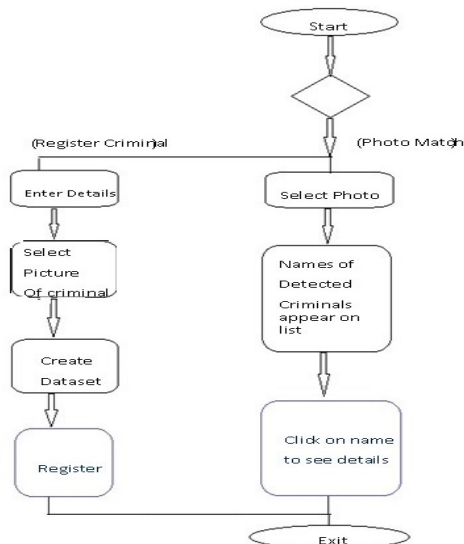 Start
(Register Criminal)
(Photo Match)
Enter Details
Select Photo
Select
Picture
Of criminal
Names of
Detected
Criminals
appear on
list
Create
Dataset
Click on name
to see details
Register
Exit